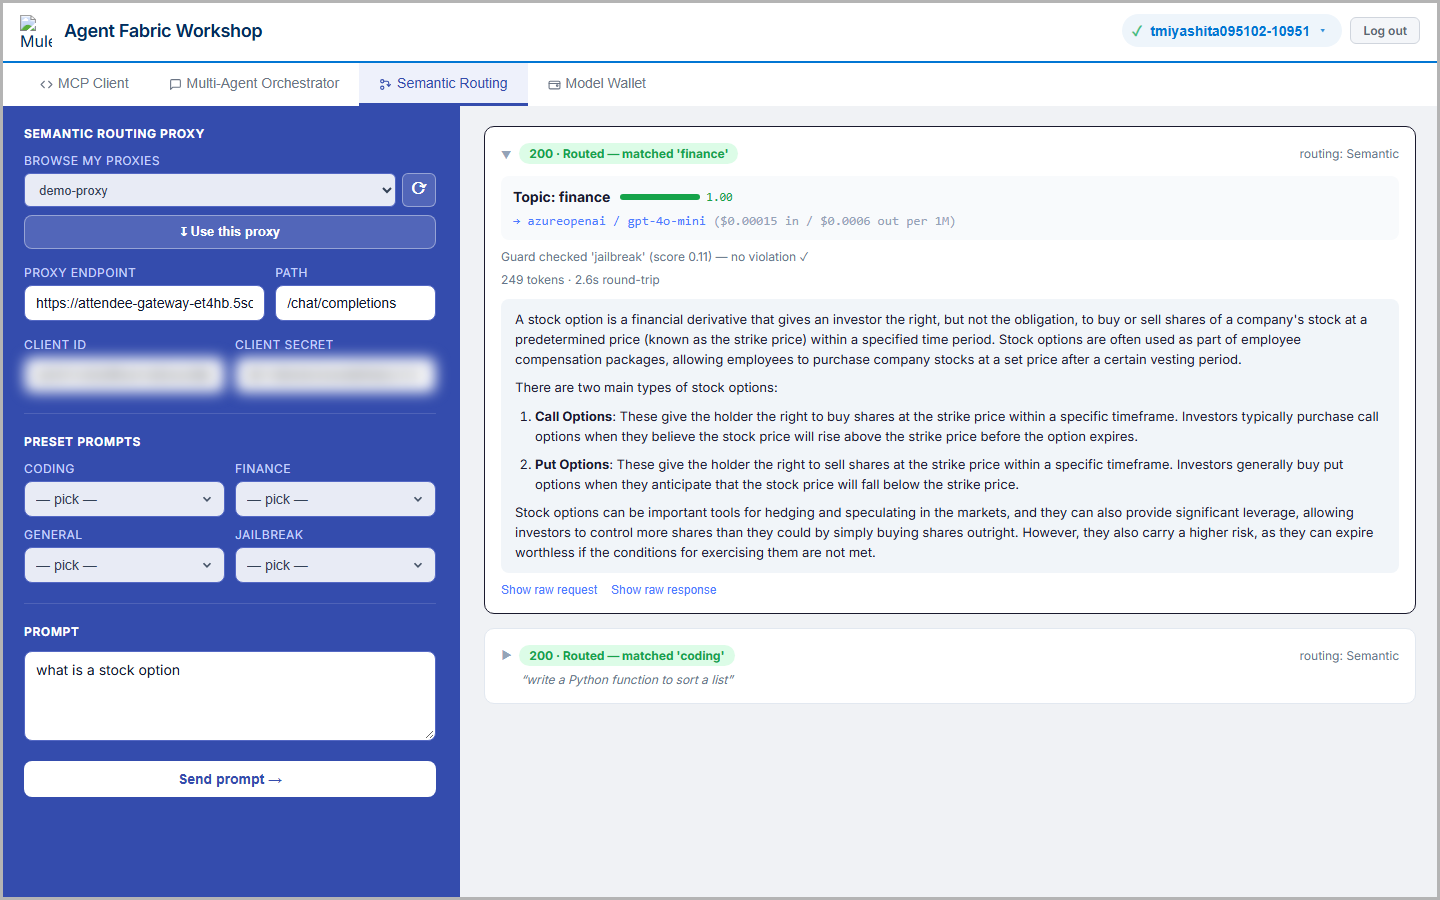 Mule
Agent Fabric Workshop
✓ tmiyashita095102-10951
Log out
MCP Client
Multi-Agent Orchestrator
Semantic Routing
Model Wallet
SEMANTIC ROUTING PROXY
BROWSE MY PROXIES
demo-proxy
↧ Use this proxy
PROXY ENDPOINT
PATH
https://attendee-gateway-et4hb.5sc
/chat/completions
CLIENT ID
CLIENT SECRET
PRESET PROMPTS
CODING
FINANCE
— pick —
— pick —
GENERAL
JAILBREAK
— pick —
— pick —
PROMPT
what is a stock option
Send prompt →
200 · Routed — matched 'finance'
routing: Semantic
Topic: finance 1.00
→ azureopenai / gpt-4o-mini ($0.00015 in / $0.0006 out per 1M)
Guard checked 'jailbreak' (score 0.11) — no violation ✓
249 tokens · 2.6s round-trip
A stock option is a financial derivative that gives an investor the right, but not the obligation, to buy or sell shares of a company's stock at a
predetermined price (known as the strike price) within a specified time period. Stock options are often used as part of employee
compensation packages, allowing employees to purchase company stocks at a set price after a certain vesting period.
There are two main types of stock options:
1. Call Options: These give the holder the right to buy shares at the strike price within a specific timeframe. Investors typically purchase call
options when they believe the stock price will rise above the strike price before the option expires.
2. Put Options: These give the holder the right to sell shares at the strike price within a specific timeframe. Investors generally buy put
options when they anticipate that the stock price will fall below the strike price.
Stock options can be important tools for hedging and speculating in the markets, and they can also provide significant leverage, allowing
investors to control more shares than they could by simply buying shares outright. However, they also carry a higher risk, as they can expire
worthless if the conditions for exercising them are not met.
Show raw request
Show raw response
200 · Routed — matched 'coding'
routing: Semantic
“write a Python function to sort a list”